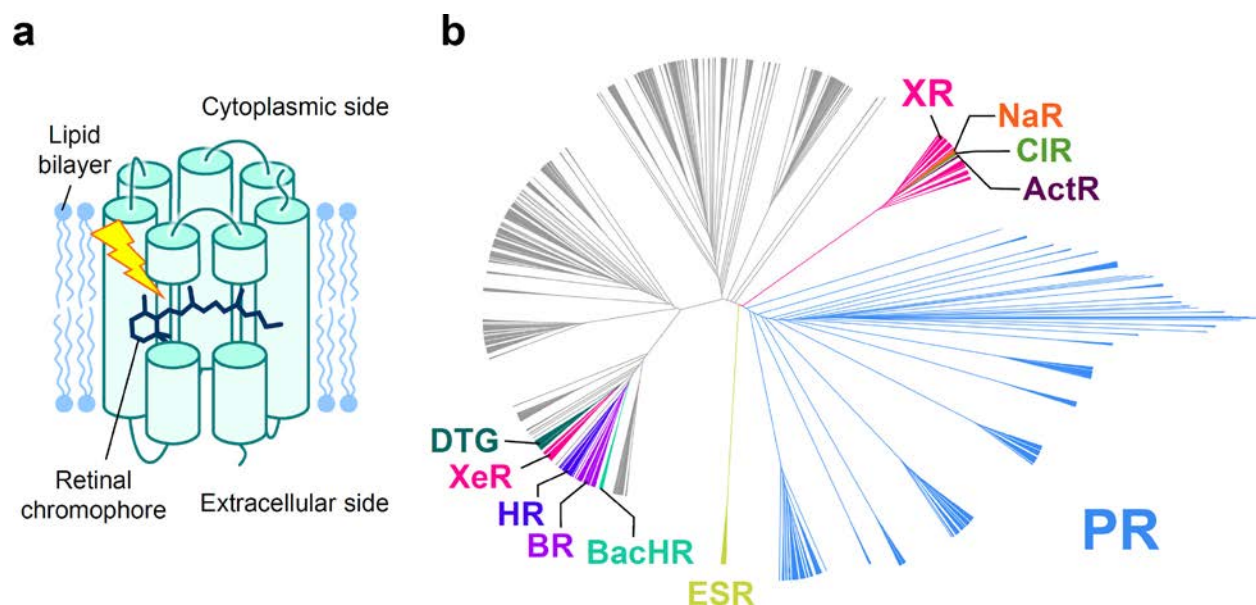 a
Cytoplasmic side
Lipid
bilayer
Retinal
chromophore
Extracellular side
b
XR
NaR
ClR
ActR
DTG
XeR
HR
BR
BacHR
ESR
PR